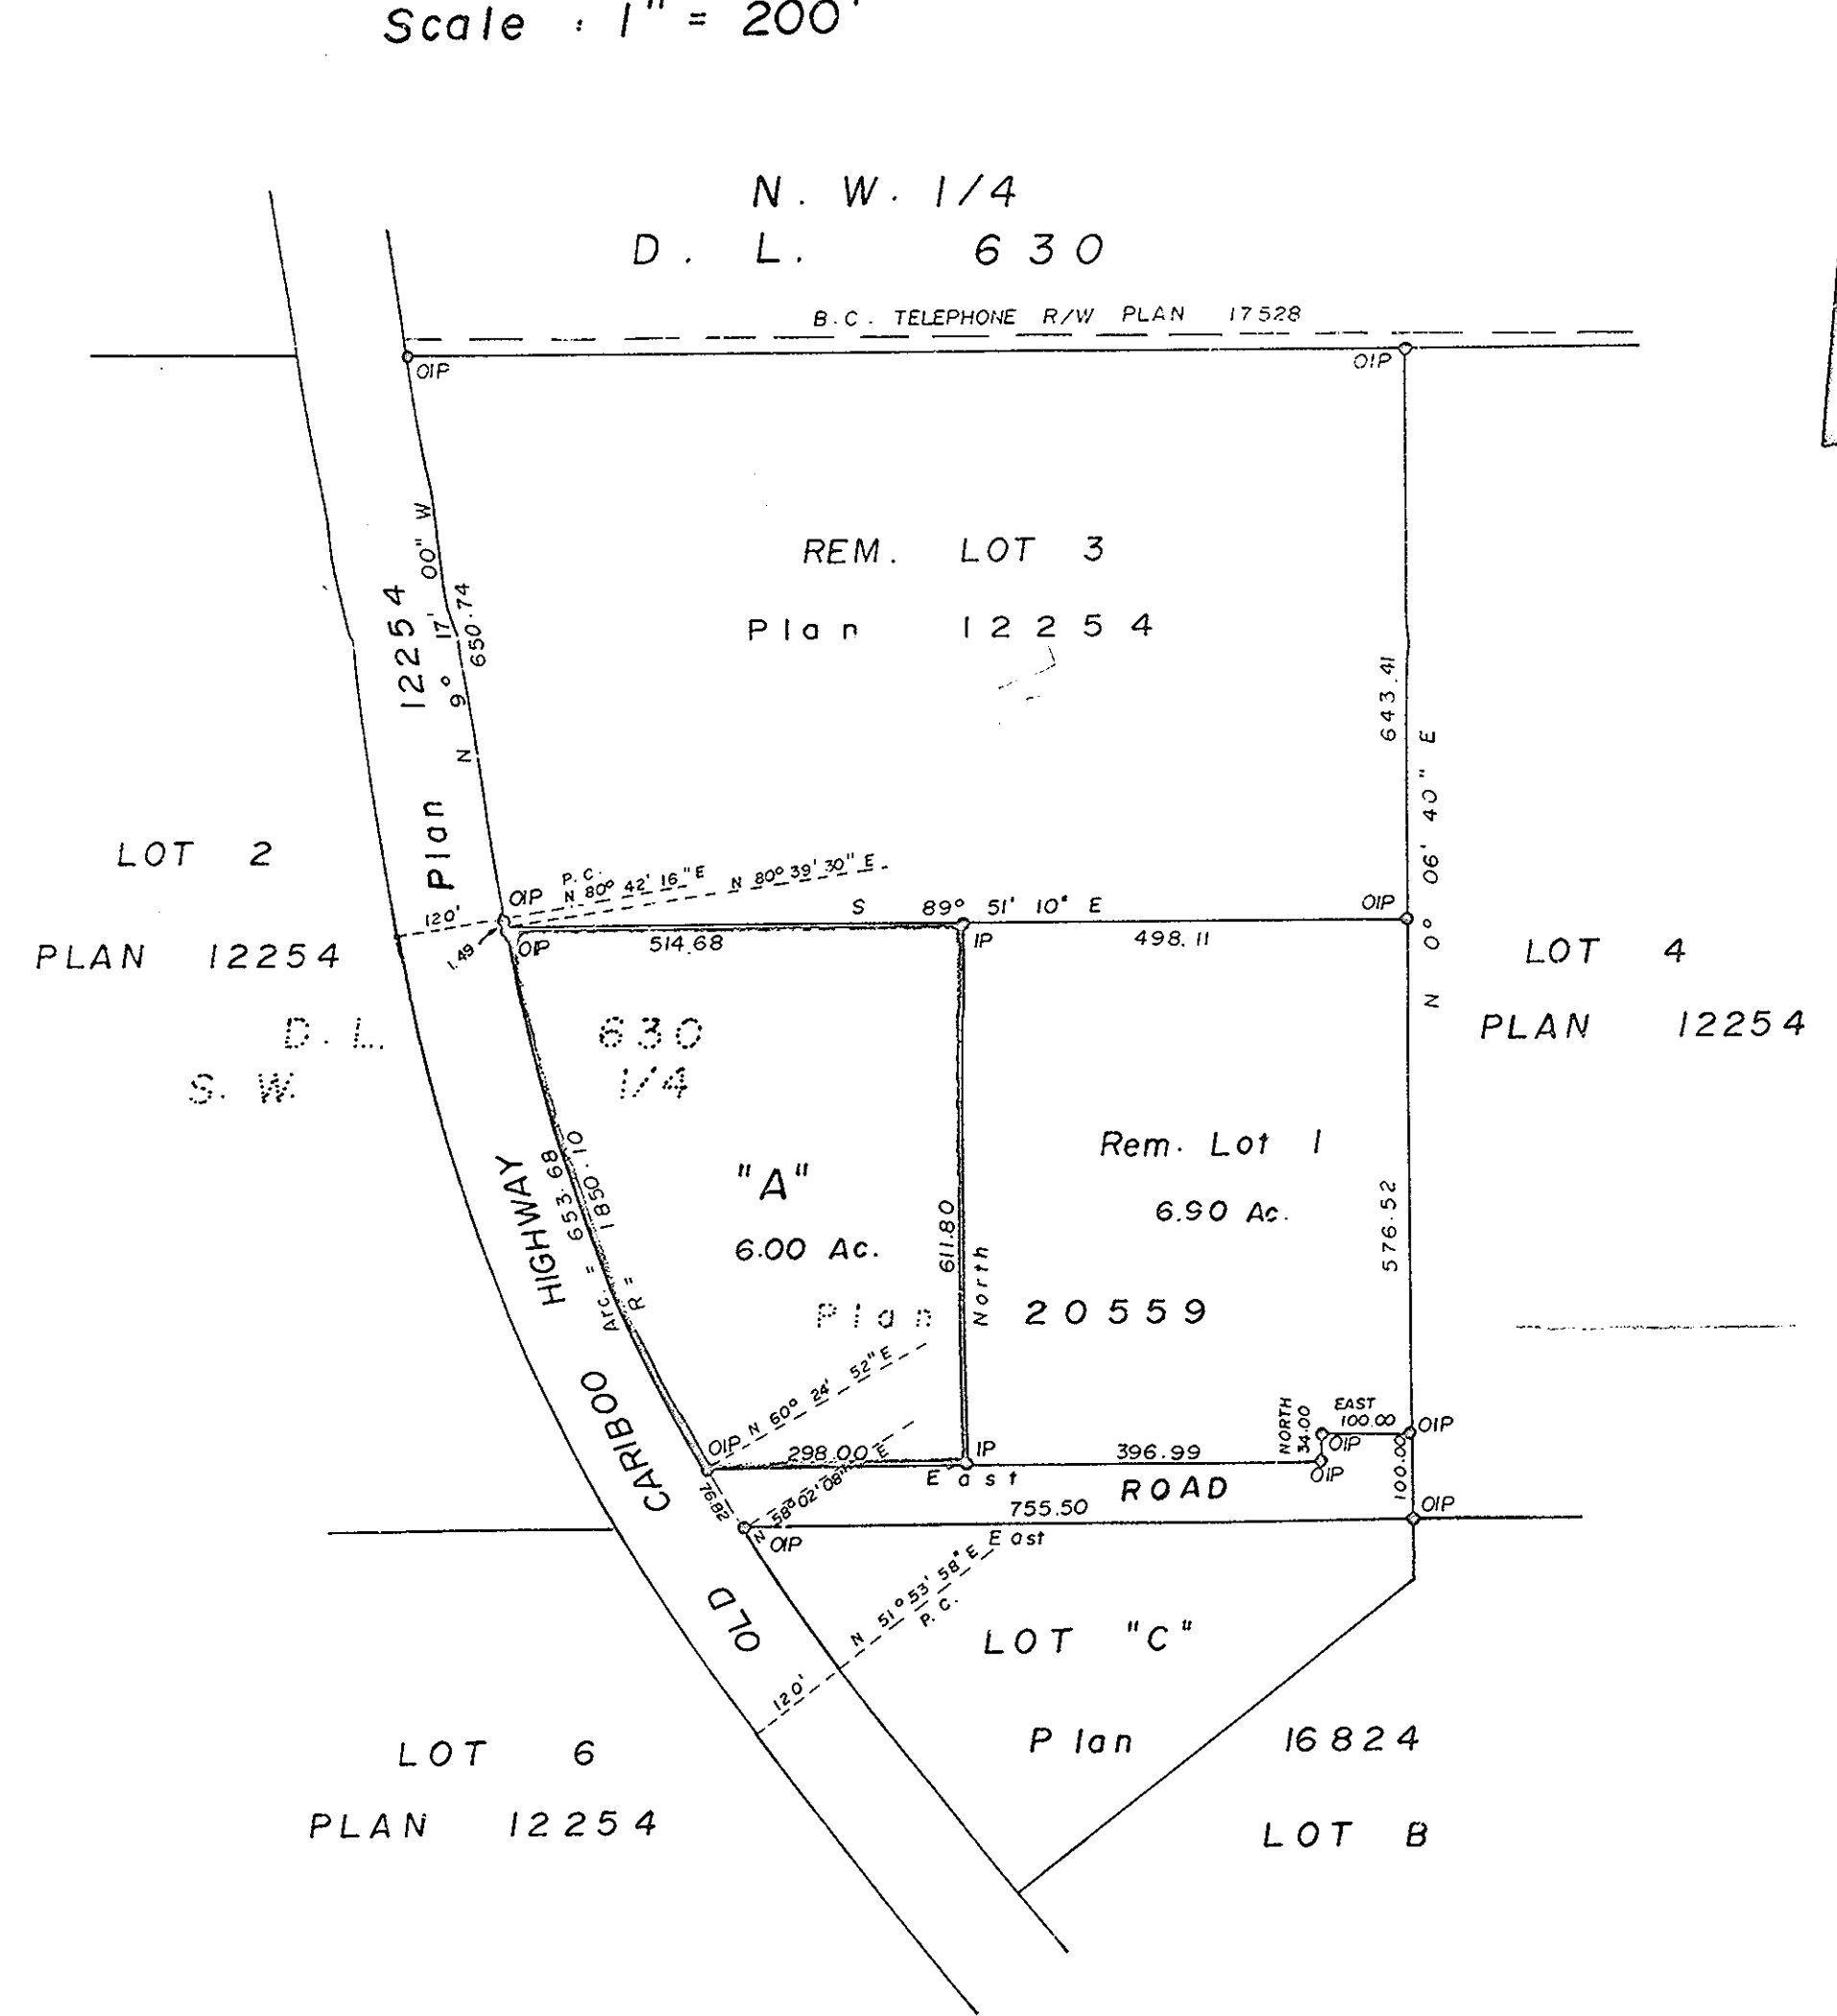 Scale : 1" = 200'
N. W. 1/4
D. L. 630
B.C. TELEPHONE R/W PLAN 17528
OIP
OIP
REM. LOT 3
Plan 12254
Plan 12254
N 9° 17' 00" W
650.74
643.41
N 0° 06' 40" E
LOT 2
PLAN 12254
P.C.
N 80° 42' 16" E
N 80° 39' 30" E
OIP
120'
1.49
OIP
S 89° 51' 10" E
514.68
IP
498.11
OIP
LOT 4
PLAN 12254
D.L. 630
S.W. 1/4
"A"
6.00 Ac.
Rem. Lot 1
6.90 Ac.
Plan 20559
Arc. = 653.68
R = 1850.10
611.80
North
576.52
OLD CARIBOO HIGHWAY
N 60° 24' 52" E
OIP
298.00
IP
East
396.99
NORTH
34.00
EAST
100.00
OIP
OIP
OIP
100.00
ROAD
76.82
N 58° 02' 08" E
OIP
755.50
East
OIP
N 51° 53' 58" E
P.C.
120'
LOT "C"
Plan 16824
LOT 6
PLAN 12254
LOT B